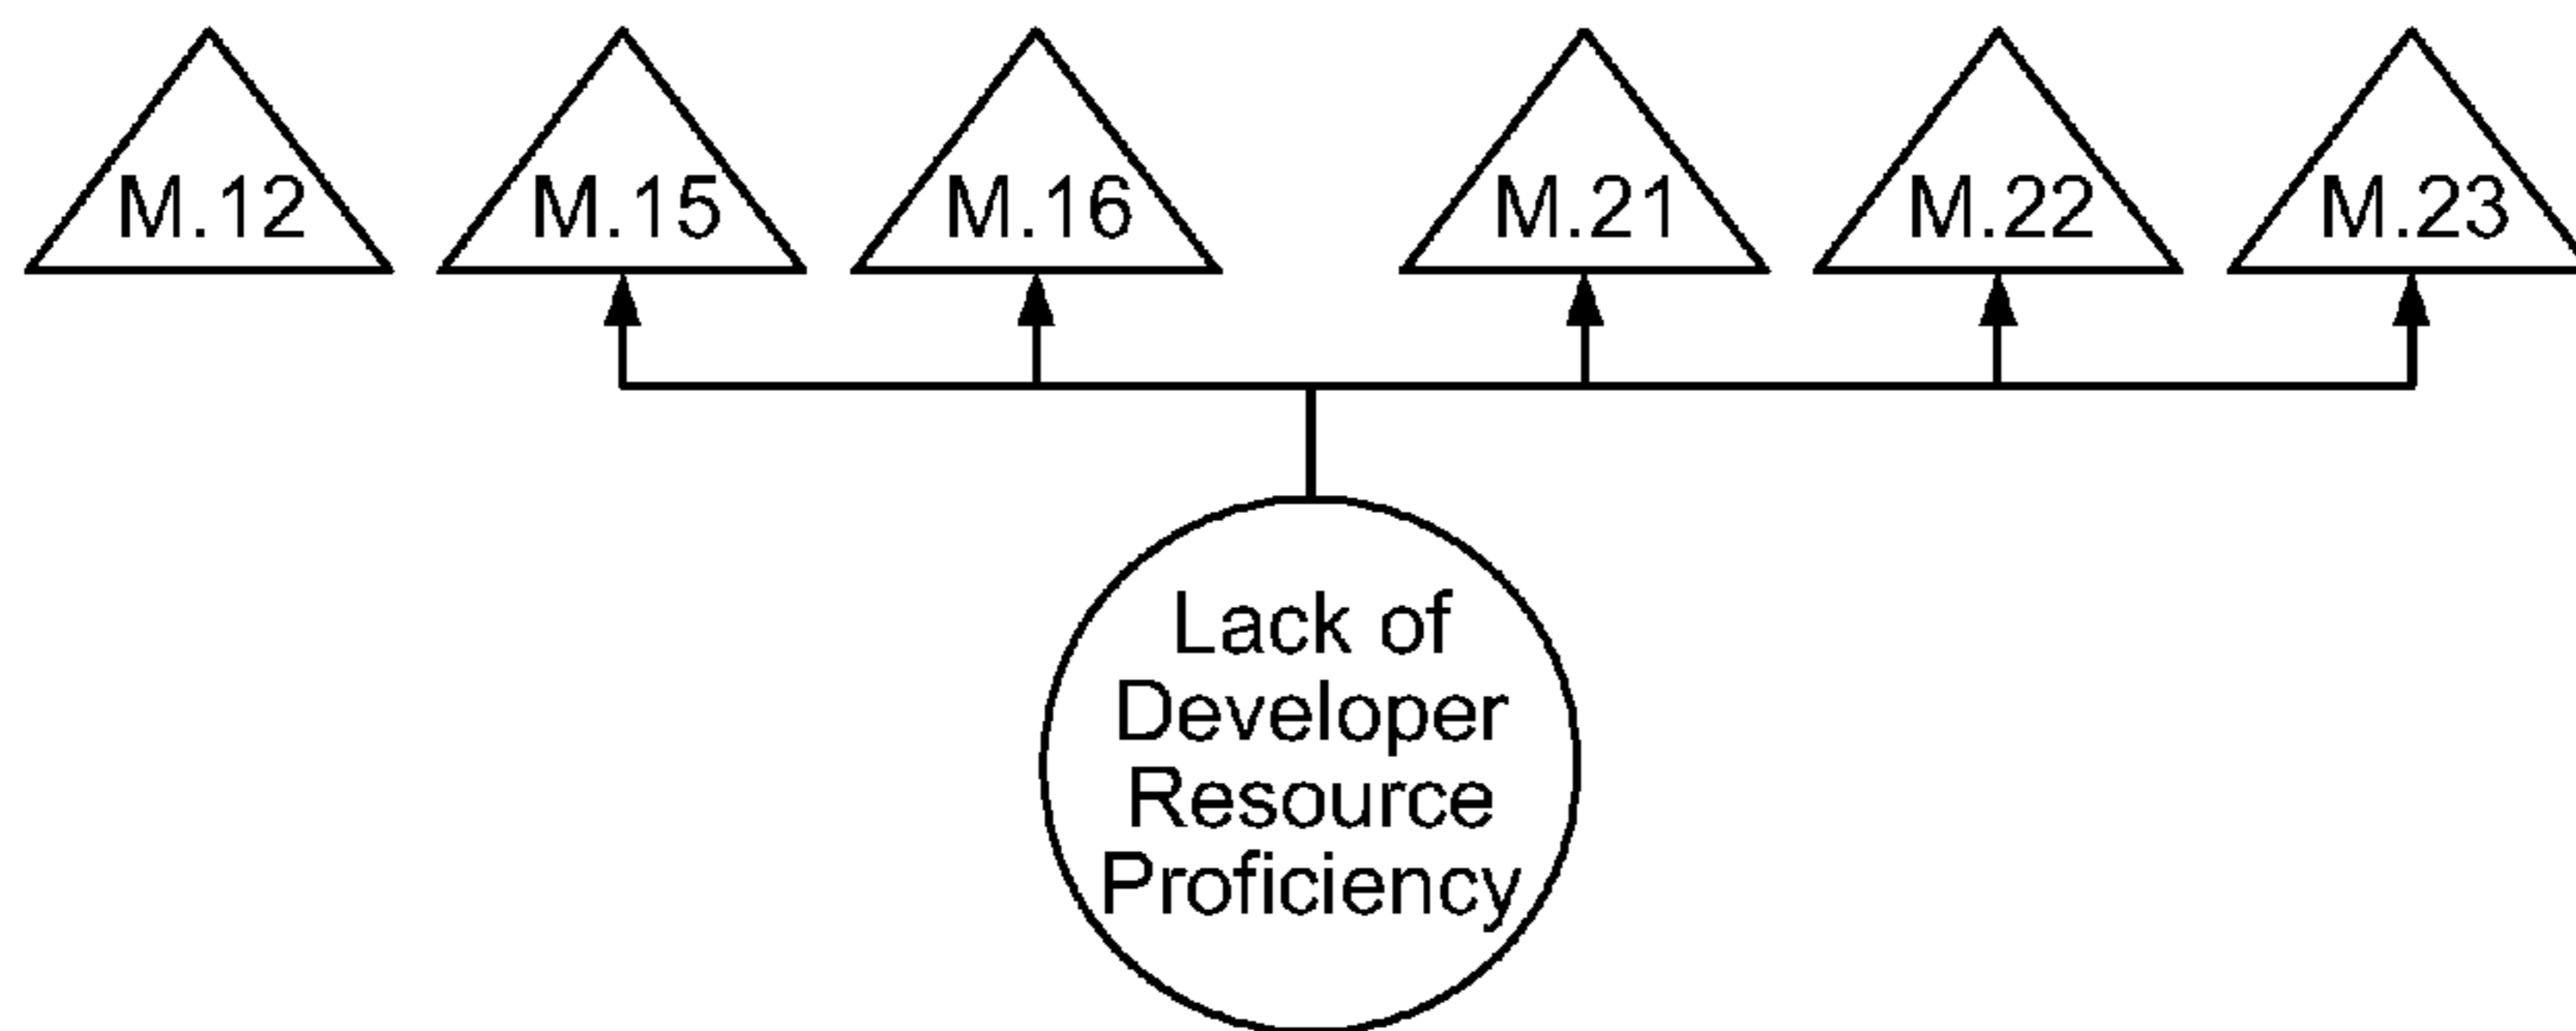 M.12 M.15 M.16 M.21 M.22 M.23
Lack of
Developer
Resource
Proficiency